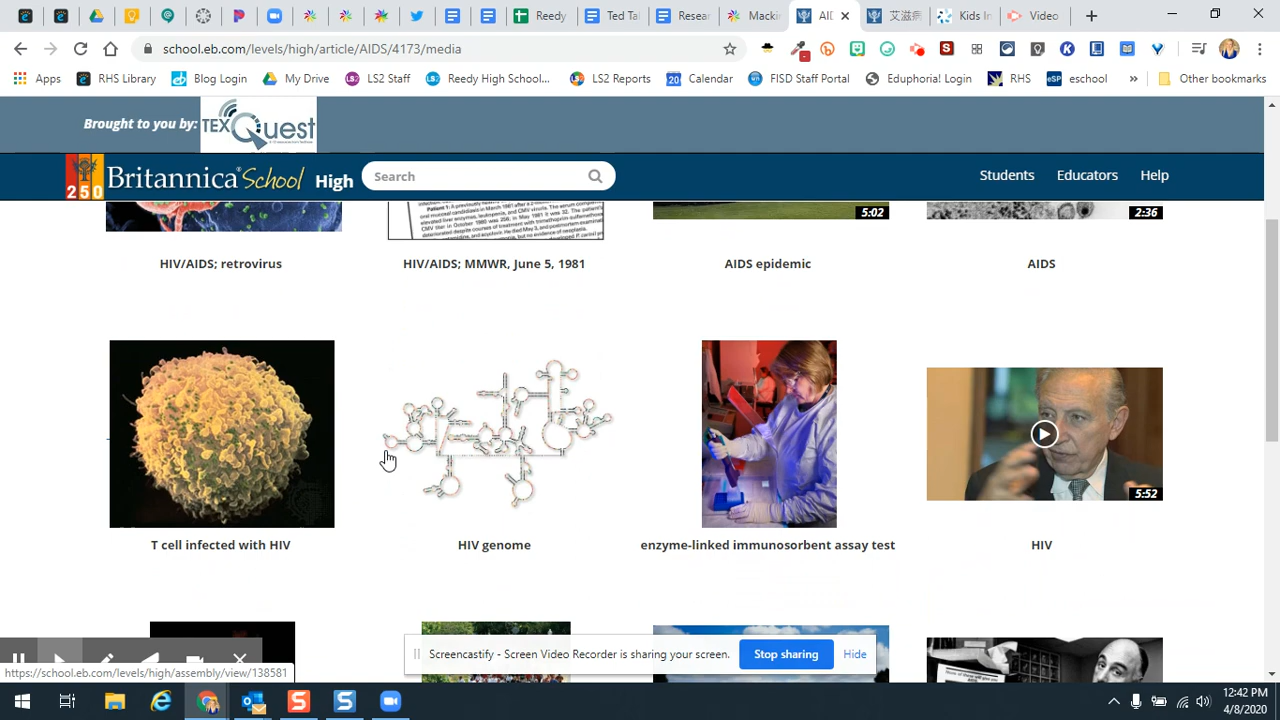 Reedy
Ted Tal
Resear
Mackin
AID
艾滋病
Kids In
Video
school.eb.com/levels/high/article/AIDS/4173/media
Apps
RHS Library
Blog Login
My Drive
LS2 Staff
Reedy High School...
LS2 Reports
Calendar
FISD Staff Portal
Eduphoria! Login
RHS
eschool
»
Other bookmarks
Brought to you by: TEXQuest
250 Britannica School High
Search
Students
Educators
Help
5:02
2:36
HIV/AIDS; retrovirus
HIV/AIDS; MMWR, June 5, 1981
AIDS epidemic
AIDS
5:52
T cell infected with HIV
HIV genome
enzyme-linked immunosorbent assay test
HIV
Screencastify - Screen Video Recorder is sharing your screen.
Stop sharing
Hide
https://school.eb.com/levels/high/assembly/view/138581
12:42 PM
4/8/2020